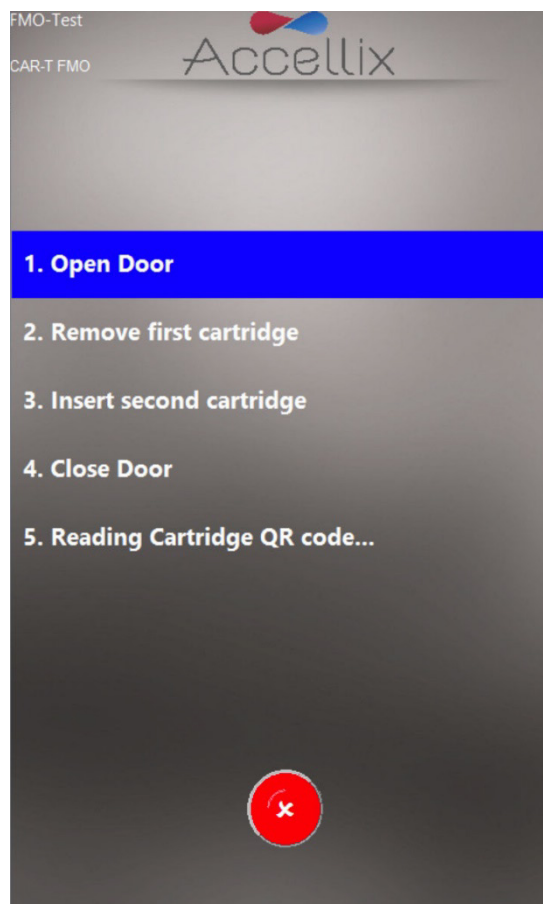 FMO-Test
Accellix
CAR-T FMO
1. Open Door
2. Remove first cartridge
3. Insert second cartridge
4. Close Door
5. Reading Cartridge QR code...